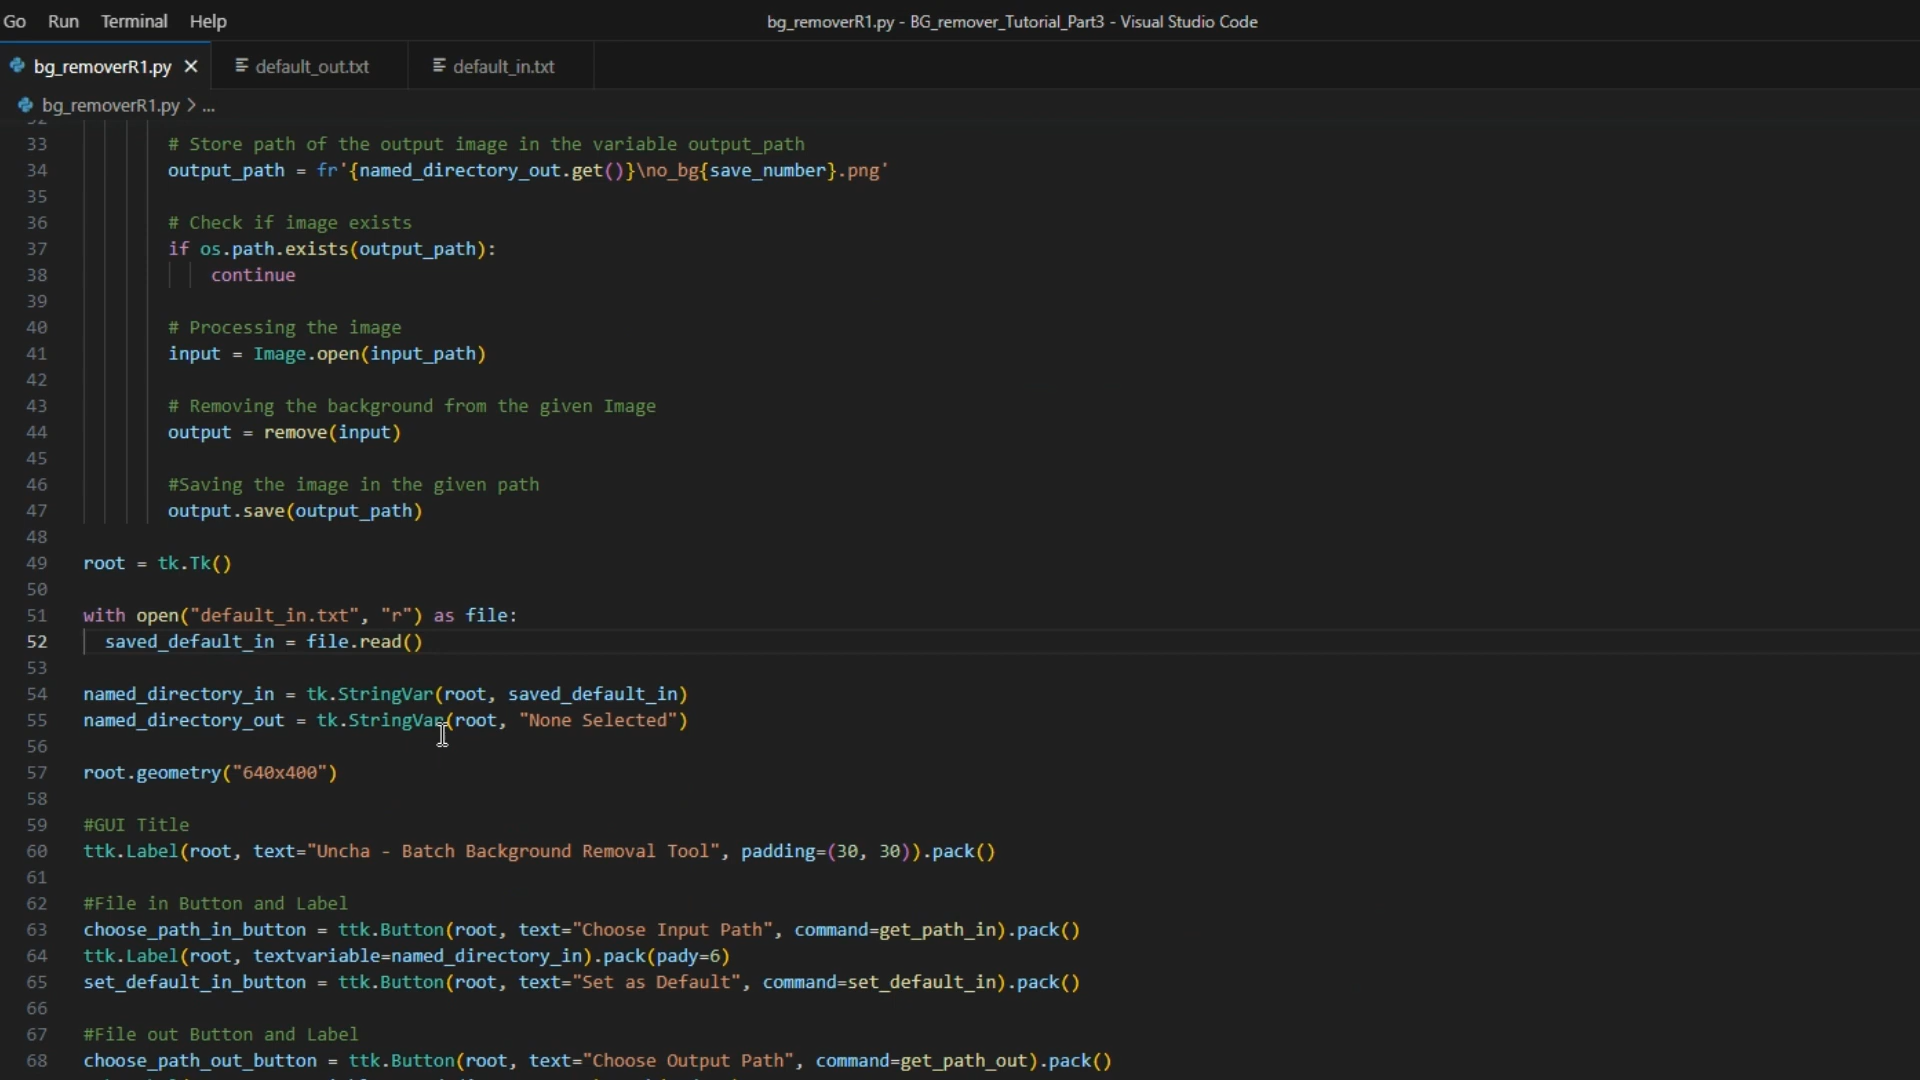 Go Run Terminal Help bg_removerR1.py - BG_remover_Tutorial_Part3 - Visual Studio Code
bg_removerR1.py default_out.txt default_in.txt
bg_removerR1.py > ...
33 # Store path of the output image in the variable output_path
34 output_path = fr'{named_directory_out.get()}\no_bg{save_number}.png'
35
36 # Check if image exists
37 if os.path.exists(output_path):
38 continue
39
40 # Processing the image
41 input = Image.open(input_path)
42
43 # Removing the background from the given Image
44 output = remove(input)
45
46 #Saving the image in the given path
47 output.save(output_path)
48
49 root = tk.Tk()
50
51 with open("default_in.txt", "r") as file:
52 saved_default_in = file.read()
53
54 named_directory_in = tk.StringVar(root, saved_default_in)
55 named_directory_out = tk.StringVar(root, "None Selected")
56
57 root.geometry("640x400")
58
59 #GUI Title
60 ttk.Label(root, text="Uncha - Batch Background Removal Tool", padding=(30, 30)).pack()
61
62 #File in Button and Label
63 choose_path_in_button = ttk.Button(root, text="Choose Input Path", command=get_path_in).pack()
64 ttk.Label(root, textvariable=named_directory_in).pack(pady=6)
65 set_default_in_button = ttk.Button(root, text="Set as Default", command=set_default_in).pack()
66
67 #File out Button and Label
68 choose_path_out_button = ttk.Button(root, text="Choose Output Path", command=get_path_out).pack()